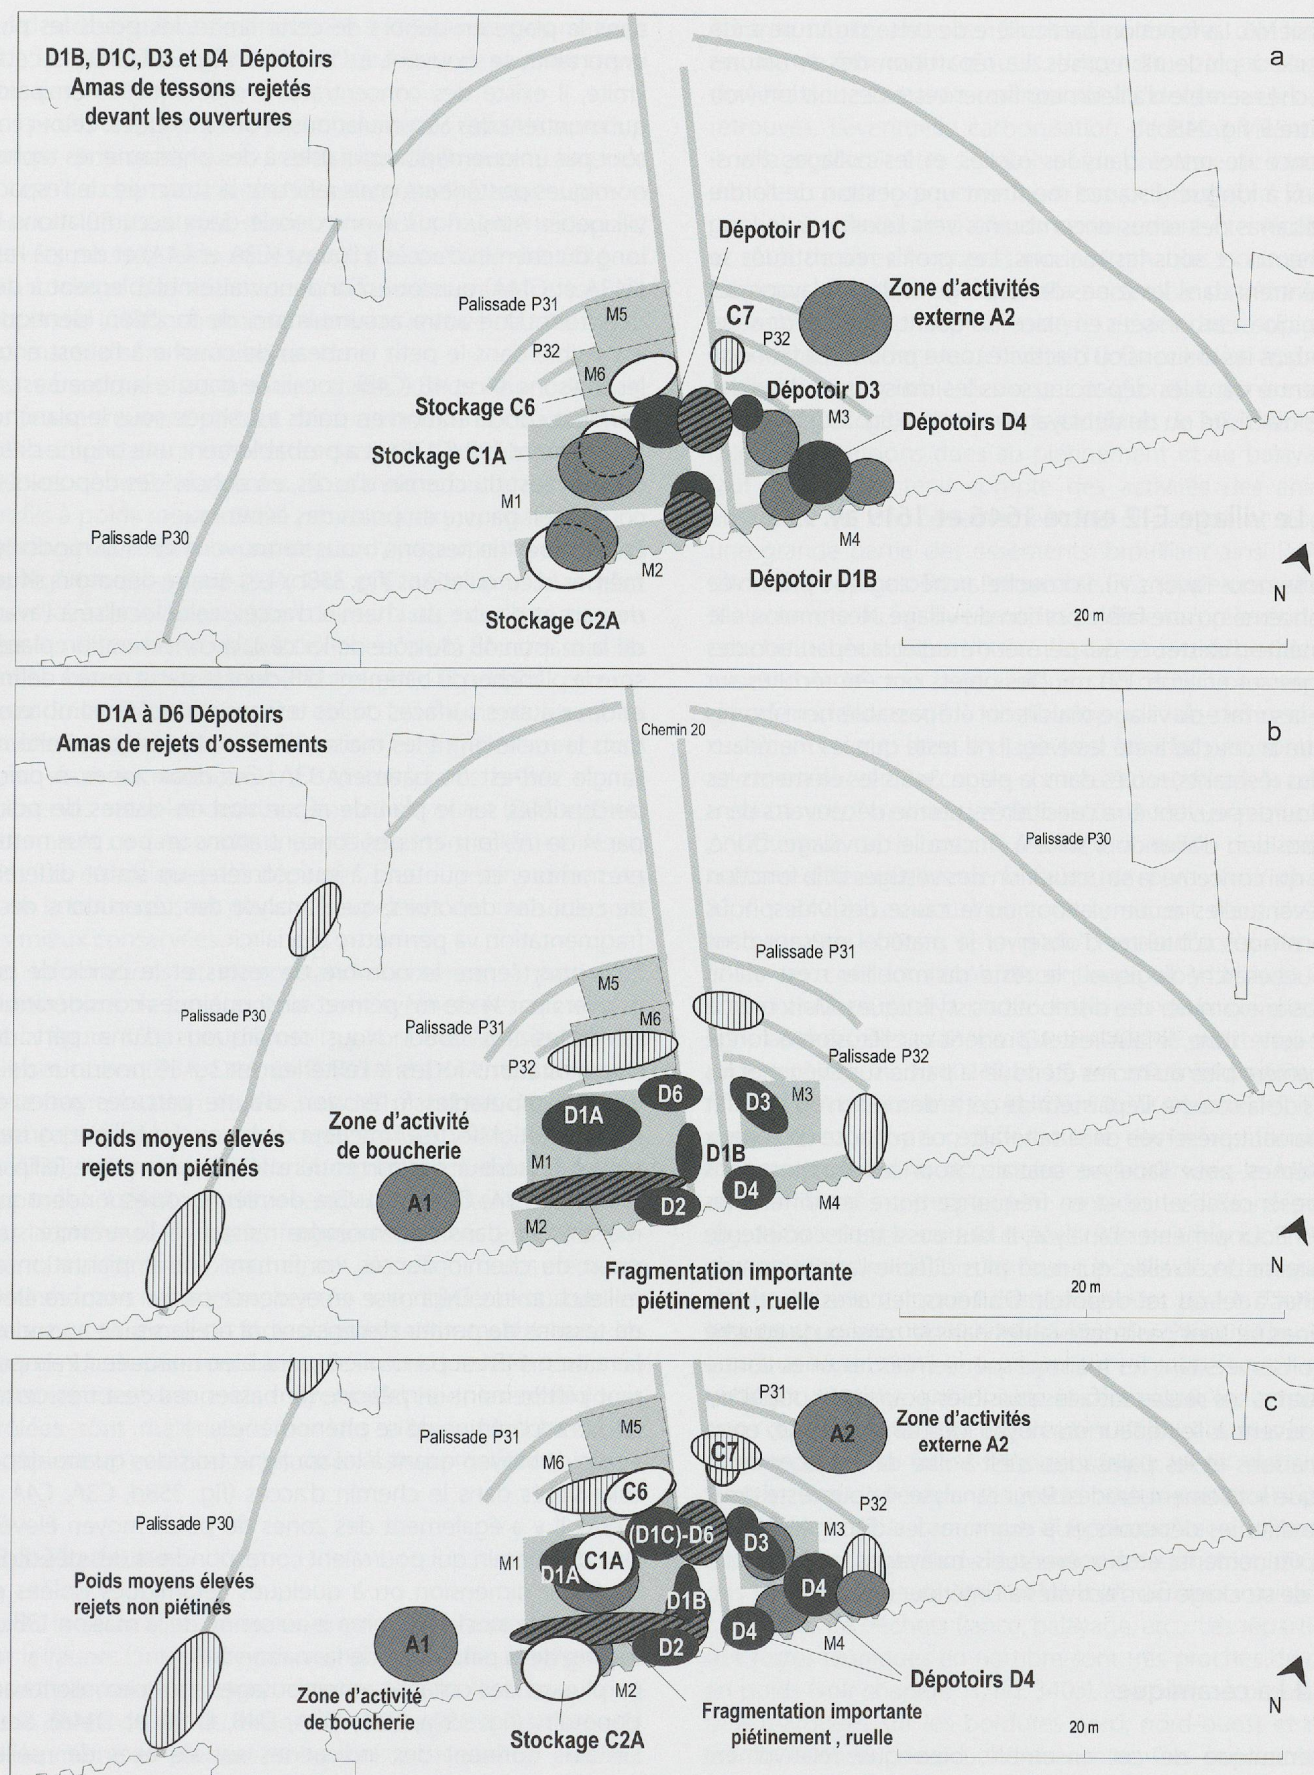 a
D1B, D1C, D3 et D4 Dépotoirs
Amas de tessons rejetés
devant les ouvertures
Dépotoir D1C
Zone d'activités
externe A2
Palissade P31
M5
C7
P32
P32
M6
Dépotoir D3
Stockage C6
M3
Dépotoirs D4
Stockage C1A
M1
Palissade P30
M4
M2
Dépotoir D1B
N
Stockage C2A
20 m
b
D1A à D6 Dépotoirs
Amas de rejets d'ossements
Chemin 20
Palissade P30
Palissade P31
M5
Palissade P30
Palissade P31
M6
P32
Palissade P32
D6
D3
M3
D1A
Zone d'activité
de boucherie
Poids moyens élevés
rejets non piétinés
D1B
M1
A1
D2
D4
M4
M2
Fragmentation importante
piétinement , ruelle
N
20 m
c
P31
Zone d'activités
externe A2
A2
M5
Palissade P31
C7
M6
C6
P32
Palissade P30
(D1C)-D6
M3
D3
M1
C1A
D1A
Poids moyens élevés
rejets non piétinés
D4
D1B
A1
D4
D2
M4
Dépotoirs D4
M2
Zone d'activité
de boucherie
Fragmentation importante
piétinement , ruelle
N
Stockage C2A
20 m